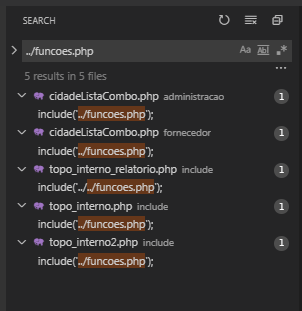 SEARCH
../funcoes.php
Aa Abl .*
5 results in 5 files
cidadeListaCombo.php administracao 1
include('../funcoes.php');
cidadeListaCombo.php fornecedor 1
include('../funcoes.php');
topo_interno_relatorio.php include 1
include('../../funcoes.php');
topo_interno.php include 1
include('../funcoes.php');
topo_interno2.php include 1
include('../funcoes.php');